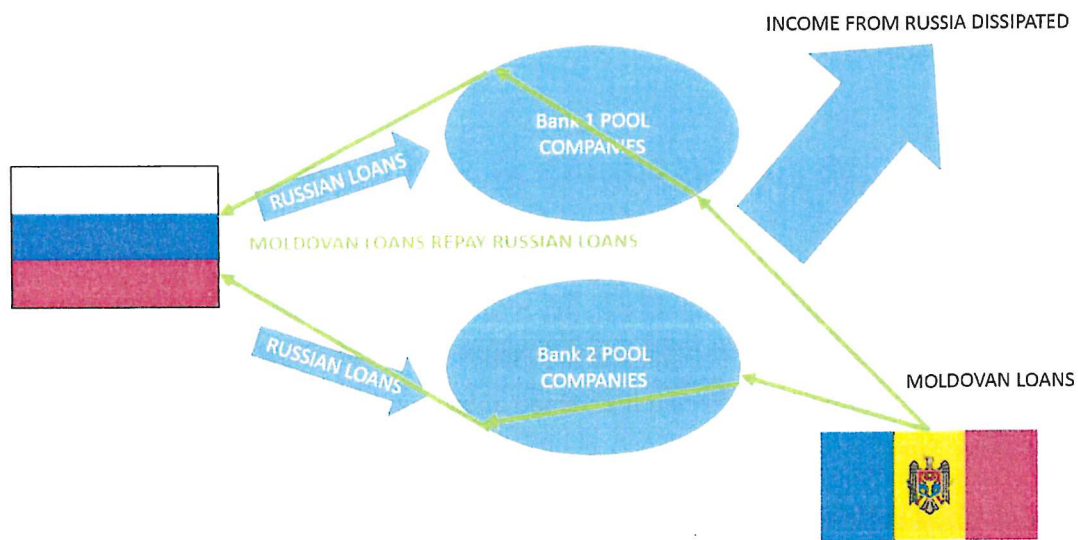 INCOME FROM RUSSIA DISSIPATED
Bank 1 POOL
COMPANIES
RUSSIAN LOANS
MOLDOVAN LOANS REPAY RUSSIAN LOANS
RUSSIAN LOANS
Bank 2 POOL
COMPANIES
MOLDOVAN LOANS